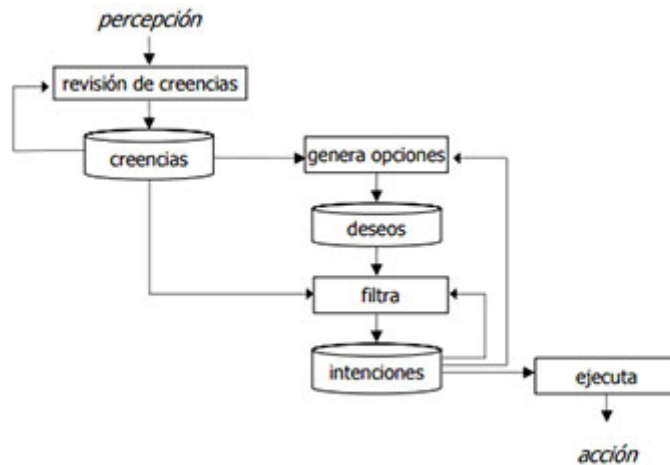 percepción
revisión de creencias
creencias
genera opciones
deseos
filtra
intenciones
ejecuta
acción